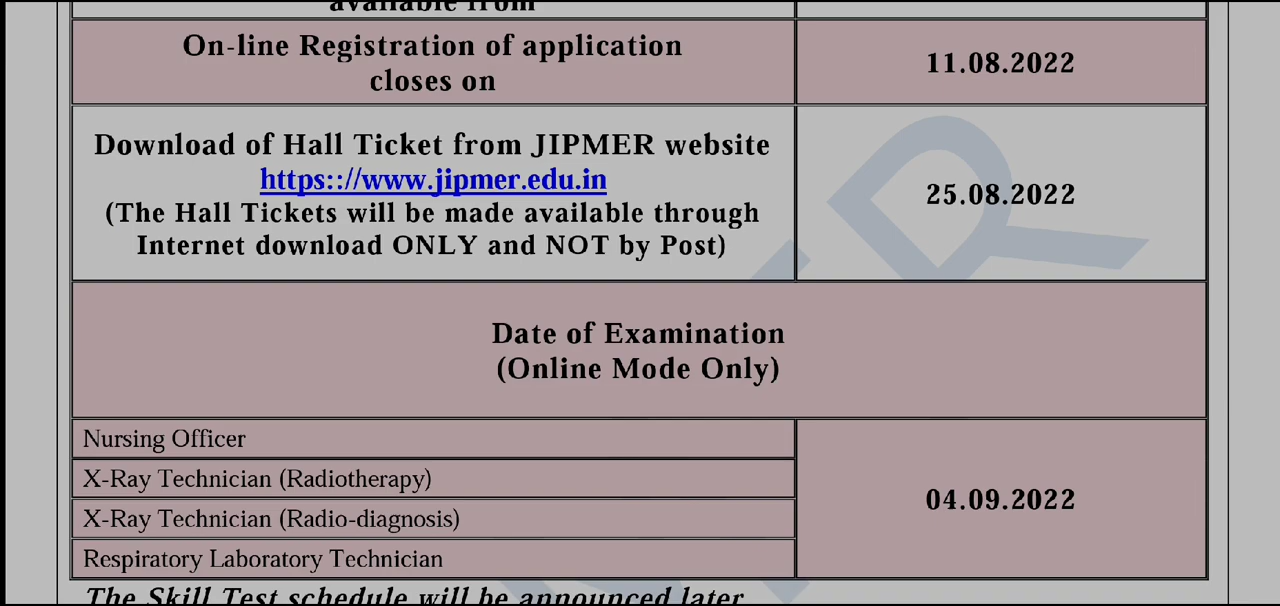 available from
On-line Registration of application
closes on
11.08.2022
Download of Hall Ticket from JIPMER website
https:://www.jipmer.edu.in
(The Hall Tickets will be made available through
Internet download ONLY and NOT by Post)
25.08.2022
Date of Examination
(Online Mode Only)
Nursing Officer
X-Ray Technician (Radiotherapy)
X-Ray Technician (Radio-diagnosis)
Respiratory Laboratory Technician
04.09.2022
The Skill Test schedule will be announced later